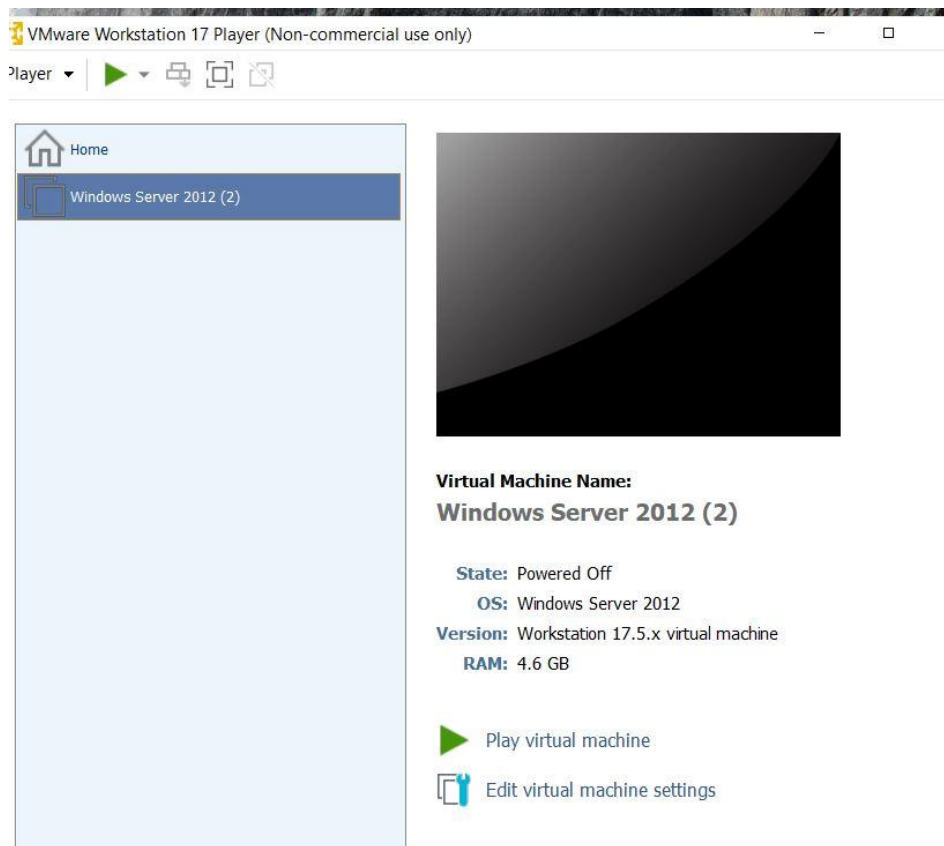 VMware Workstation 17 Player (Non-commercial use only)
Player
Home
Windows Server 2012 (2)
Virtual Machine Name:
Windows Server 2012 (2)
State: Powered Off
OS: Windows Server 2012
Version: Workstation 17.5.x virtual machine
RAM: 4.6 GB
Play virtual machine
Edit virtual machine settings